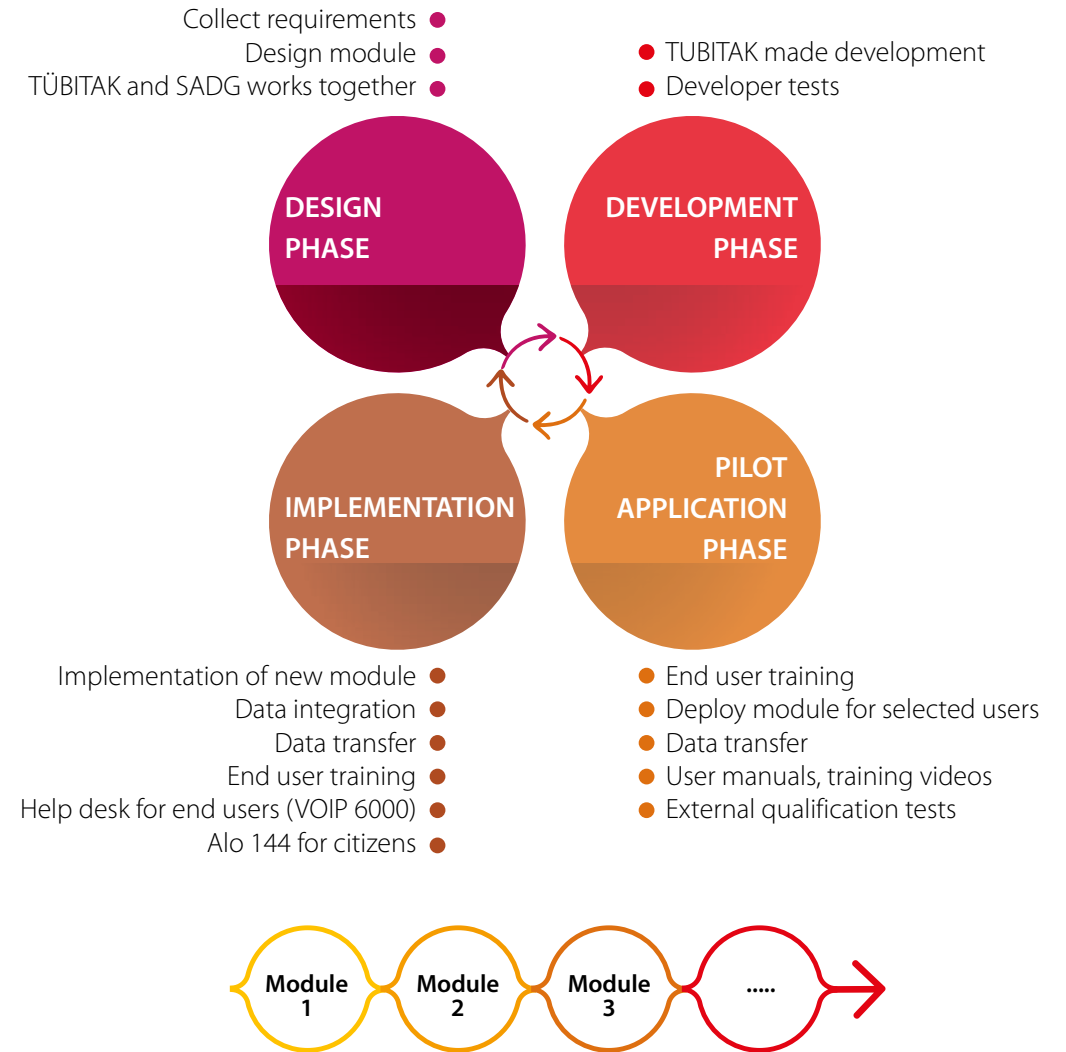 Collect requirements
Design module
TÜBITAK and SADG works together
TUBITAK made development
Developer tests
DESIGN
PHASE
DEVELOPMENT
PHASE
IMPLEMENTATION
PHASE
PILOT
APPLICATION
PHASE
Implementation of new module
Data integration
Data transfer
End user training
Help desk for end users (VOIP 6000)
Alo 144 for citizens
End user training
Deploy module for selected users
Data transfer
User manuals, training videos
External qualification tests
Module
1
Module
2
Module
3
.....